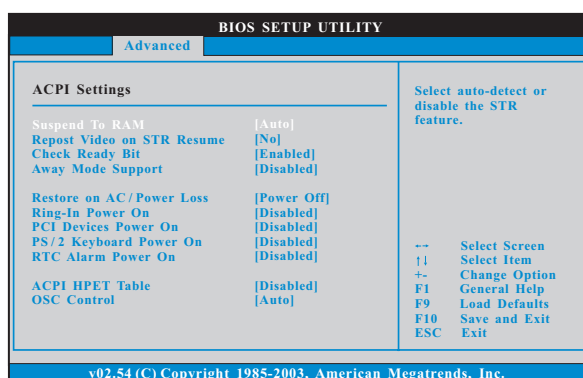 BIOS SETUP UTILITY
Advanced
ACPI Settings
Suspend To RAM [Auto]
Repost Video on STR Resume [No]
Check Ready Bit [Enabled]
Away Mode Support [Disabled]
Restore on AC / Power Loss [Power Off]
Ring-In Power On [Disabled]
PCI Devices Power On [Disabled]
PS / 2 Keyboard Power On [Disabled]
RTC Alarm Power On [Disabled]
ACPI HPET Table [Disabled]
OSC Control [Auto]
Select auto-detect or
disable the STR
feature.
←→ Select Screen
↑↓ Select Item
+- Change Option
F1 General Help
F9 Load Defaults
F10 Save and Exit
ESC Exit
v02.54 (C) Copyright 1985-2003, American Megatrends, Inc.